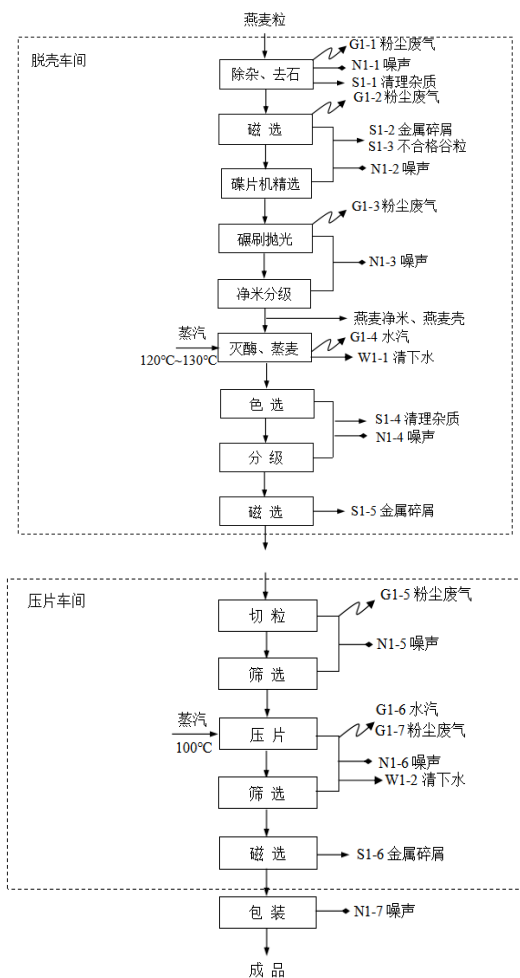 燕麦粒
脱壳车间
G1-1 粉尘废气
除杂、去石
N1-1 噪声
S1-1 清理杂质
G1-2 粉尘废气
磁 选
S1-2 金属碎屑
S1-3 不合格谷粒
N1-2 噪声
碟片机精选
G1-3 粉尘废气
碾刷抛光
N1-3 噪声
净米分级
燕麦净米、燕麦壳
蒸汽
120℃~130℃
灭酶、蒸麦
G1-4 水汽
W1-1 清下水
色 选
S1-4 清理杂质
N1-4 噪声
分 级
磁 选
S1-5 金属碎屑
压片车间
G1-5 粉尘废气
切 粒
N1-5 噪声
筛 选
G1-6 水汽
G1-7 粉尘废气
蒸汽
100℃
压 片
N1-6 噪声
W1-2 清下水
筛 选
磁 选
S1-6 金属碎屑
包 装
N1-7 噪声
成 品